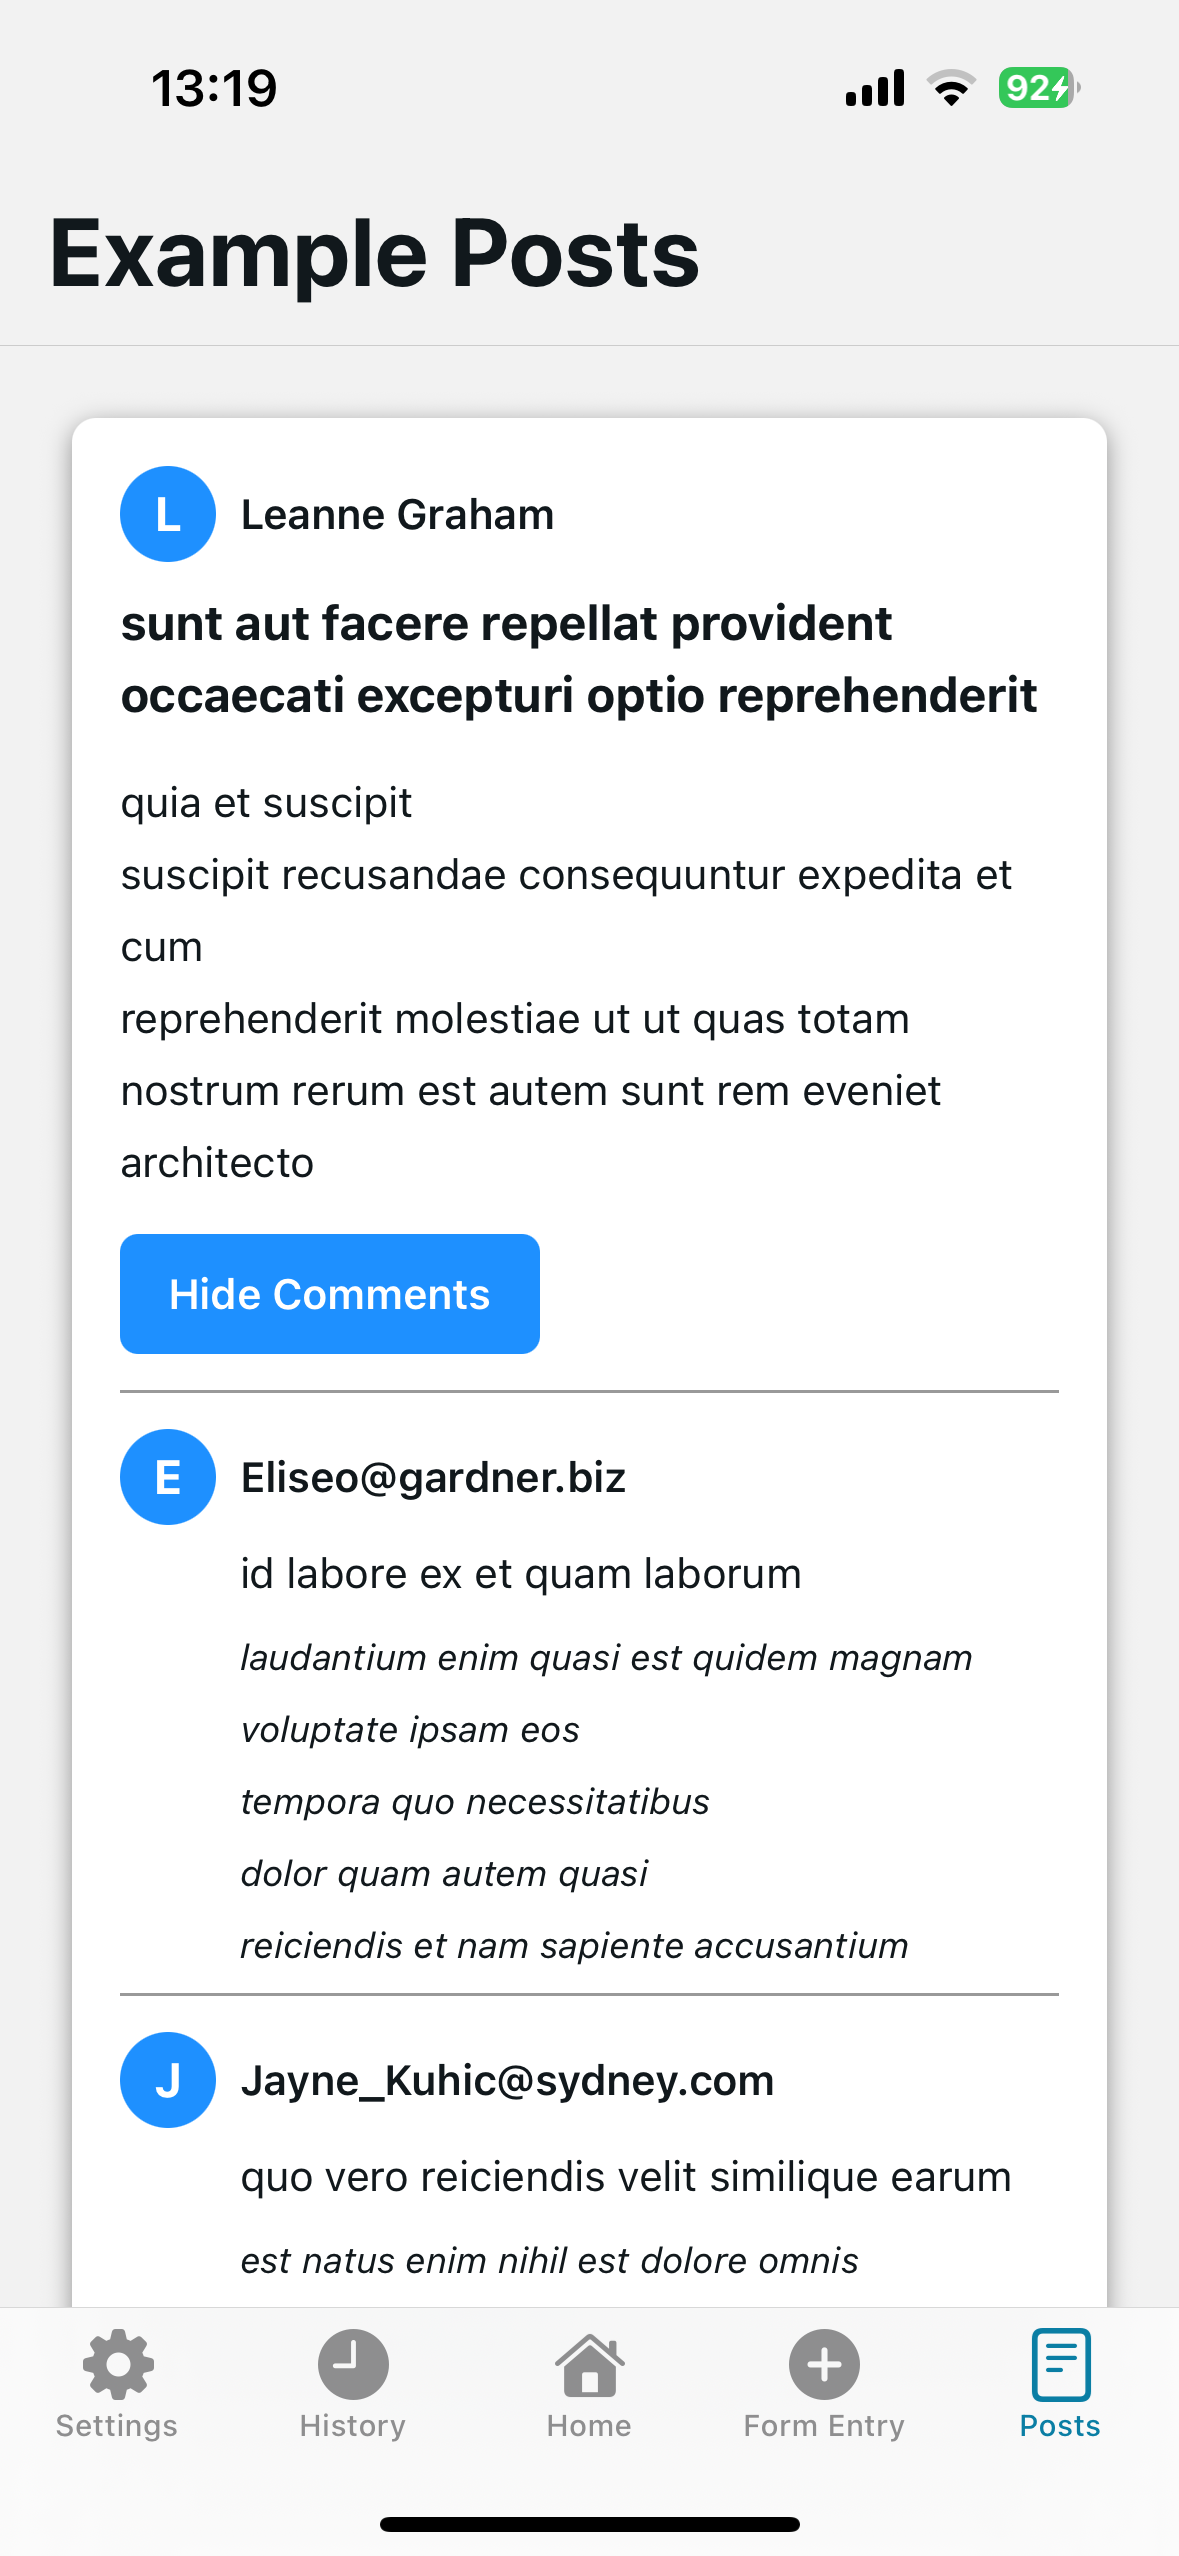 13:19
92
Example Posts
L
Leanne Graham
sunt aut facere repellat provident
occaecati excepturi optio reprehenderit
quia et suscipit
suscipit recusandae consequuntur expedita et
cum
reprehenderit molestiae ut ut quas totam
nostrum rerum est autem sunt rem eveniet
architecto
Hide Comments
E
Eliseo@gardner.biz
id labore ex et quam laborum
laudantium enim quasi est quidem magnam
voluptate ipsam eos
tempora quo necessitatibus
dolor quam autem quasi
reiciendis et nam sapiente accusantium
J
Jayne_Kuhic@sydney.com
quo vero reiciendis velit similique earum
est natus enim nihil est dolore omnis
Settings
History
Home
Form Entry
Posts